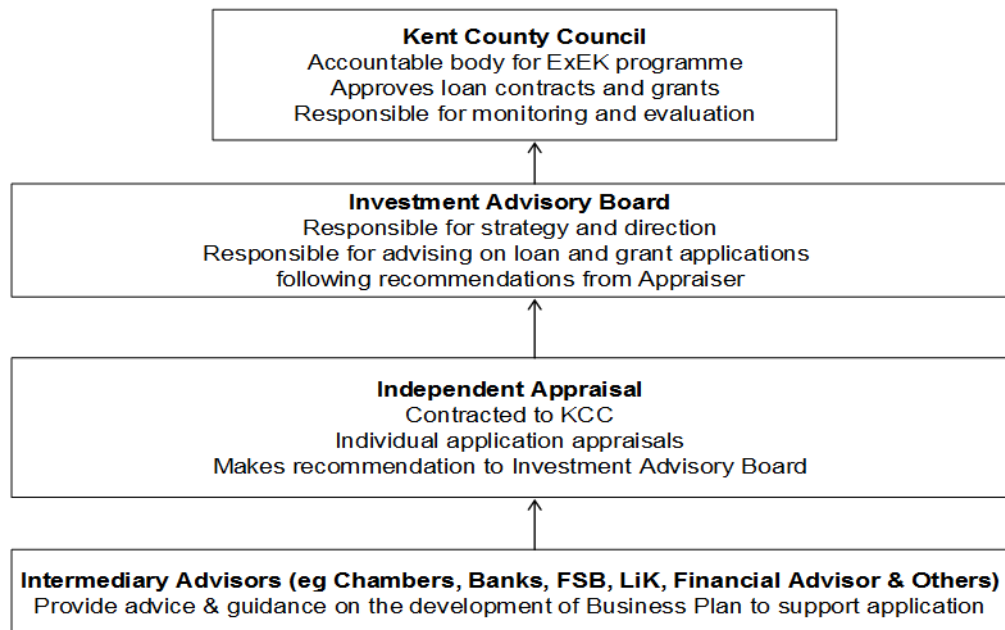 Kent County Council
Accountable body for ExEK programme
Approves loan contracts and grants
Responsible for monitoring and evaluation
Investment Advisory Board
Responsible for strategy and direction
Responsible for advising on loan and grant applications
following recommendations from Appraiser
Independent Appraisal
Contracted to KCC
Individual application appraisals
Makes recommendation to Investment Advisory Board
Intermediary Advisors (eg Chambers, Banks, FSB, LiK, Financial Advisor & Others)
Provide advice & guidance on the development of Business Plan to support application